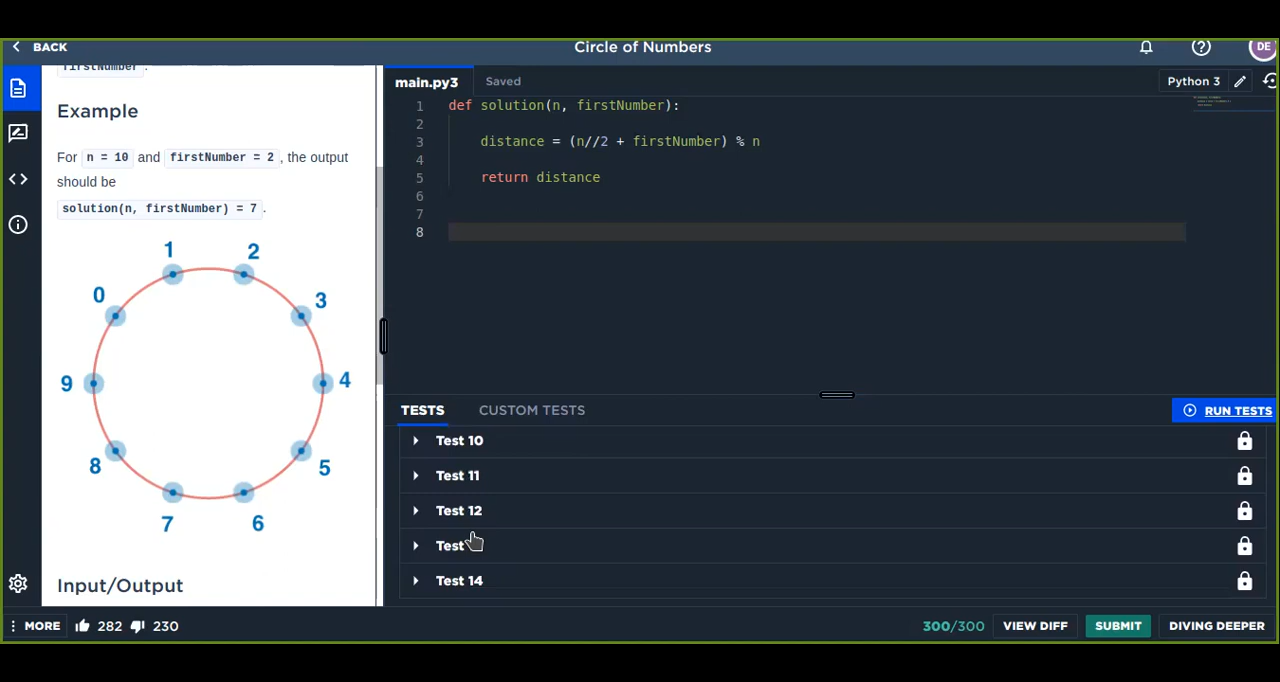 BACK
Circle of Numbers
DE
firstNumber.
Example
For n = 10 and firstNumber = 2, the output
should be
solution(n, firstNumber) = 7.
1
2
0
3
9
4
8
5
7
6
Input/Output
main.py3
Saved
Python 3
1 def solution(n, firstNumber):
2
3 distance = (n//2 + firstNumber) % n
4
5 return distance
6
7
8
TESTS
CUSTOM TESTS
RUN TESTS
Test 10
Test 11
Test 12
Test
Test 14
MORE
282
230
300/300
VIEW DIFF
SUBMIT
DIVING DEEPER